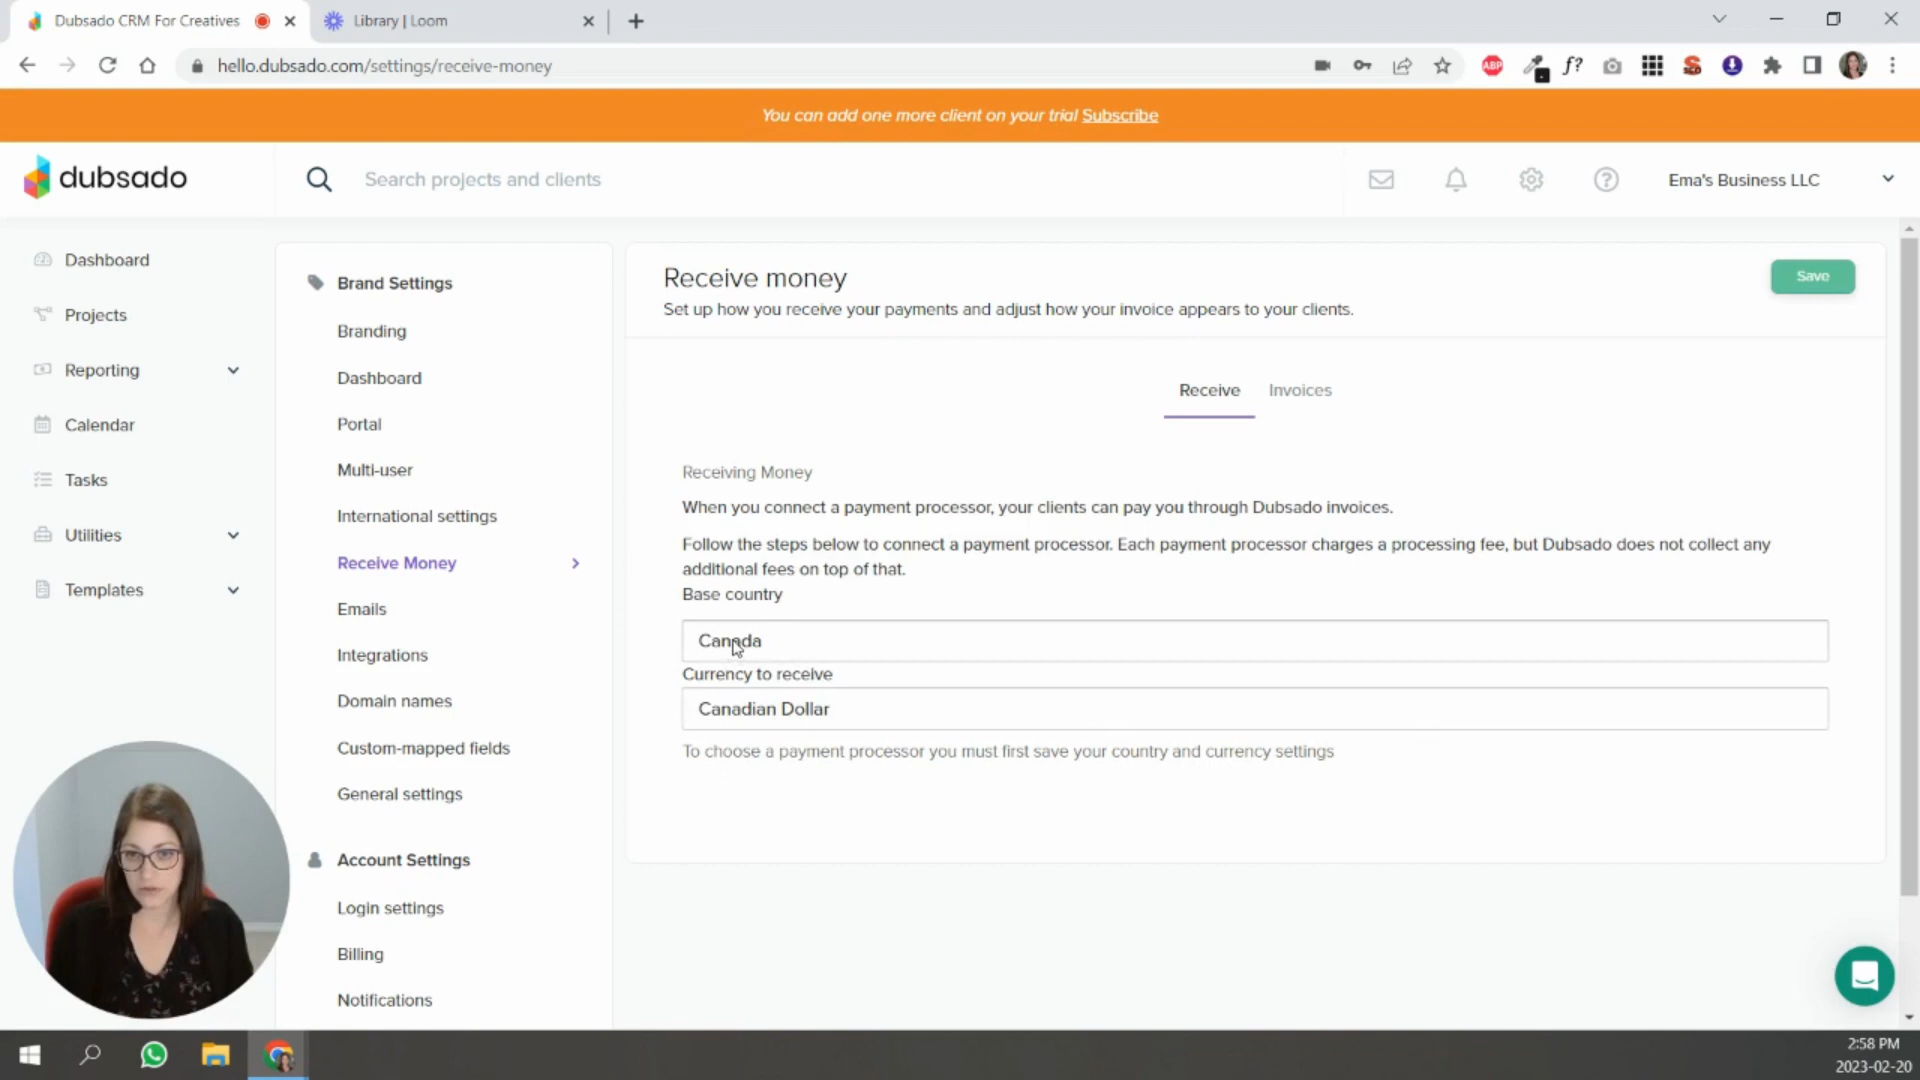 Dubsado CRM For Creatives
Library | Loom
hello.dubsado.com/settings/receive-money
ABP
f?
You can add one more client on your trial Subscribe
dubsado
Search projects and clients
Ema's Business LLC
Dashboard
Projects
Reporting
Calendar
Tasks
Utilities
Templates
Brand Settings
Branding
Dashboard
Portal
Multi-user
International settings
Receive Money
Emails
Integrations
Domain names
Custom-mapped fields
General settings
Account Settings
Login settings
Billing
Notifications
Receive money
Save
Set up how you receive your payments and adjust how your invoice appears to your clients.
Receive Invoices
Receiving Money
When you connect a payment processor, your clients can pay you through Dubsado invoices.
Follow the steps below to connect a payment processor. Each payment processor charges a processing fee, but Dubsado does not collect any
additional fees on top of that.
Base country
Canada
Currency to receive
Canadian Dollar
To choose a payment processor you must first save your country and currency settings
2:58 PM
2023-02-20